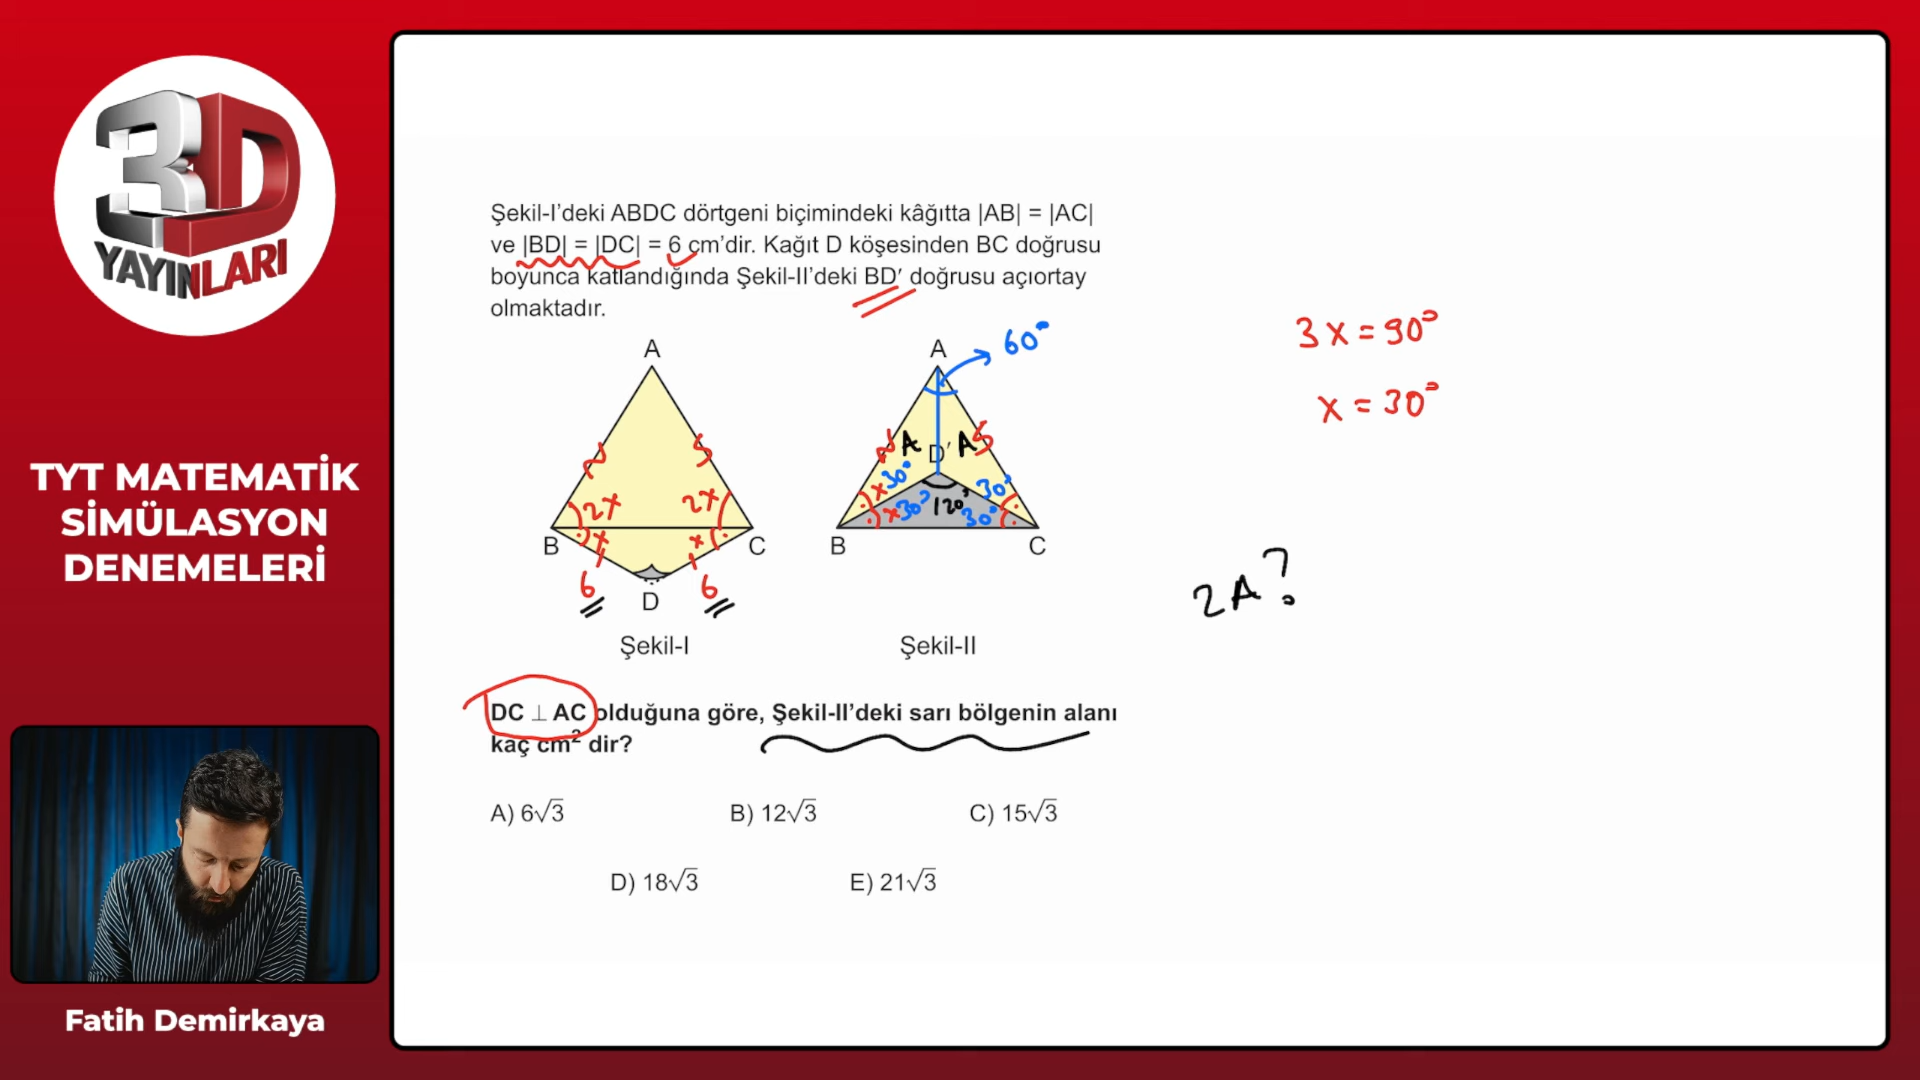 3D
YAYINLARI
TYT MATEMATİK
SİMÜLASYON
DENEMELERİ
Fatih Demirkaya
Şekil-I’deki ABDC dörtgeni biçimindeki kâğıtta |AB| = |AC|
ve |BD| = |DC| = 6 cm’dir. Kağıt D köşesinden BC doğrusu
boyunca katlandığında Şekil-II’deki BD′ doğrusu açıortay
olmaktadır.
A
2x 2x
B x x C
6 6
D
Şekil-I
A 60°
A D′ A
x 30° 30°
x 30° 120° 30°
B C
Şekil-II
3x = 90°
x = 30°
2A?
DC ⊥ AC olduğuna göre, Şekil-II’deki sarı bölgenin alanı
kaç cm² dir?
A) 6√3 B) 12√3 C) 15√3
D) 18√3 E) 21√3